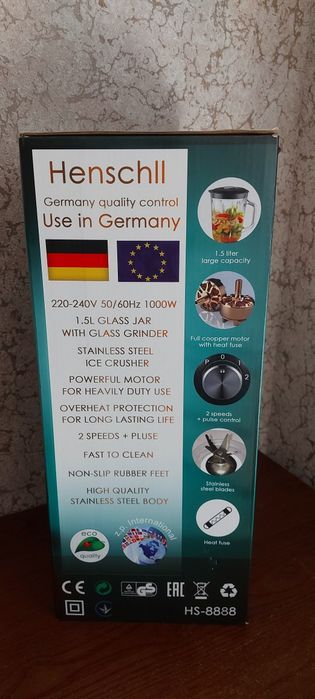 Henschll
Germany quality control
Use in Germany
220-240V 50/60Hz 1000W
1.5L GLASS JAR
WITH GLASS GRINDER
STAINLESS STEEL
ICE CRUSHER
POWERFUL MOTOR
FOR HEAVILY DUTY USE
OVERHEAT PROTECTION
FOR LONG LASTING LIFE
2 SPEEDS + PLUSE
FAST TO CLEAN
NON-SLIP RUBBER FEET
HIGH QUALITY
STAINLESS STEEL BODY
eco
quality
z.p. International
1.5 liter
large capacity
Full coopper motor
with heat fuse
P 0 1 2
2 speeds
+ pulse control
Stainless
steel blades
Heat fuse
CE
GS
EAC
HS-8888